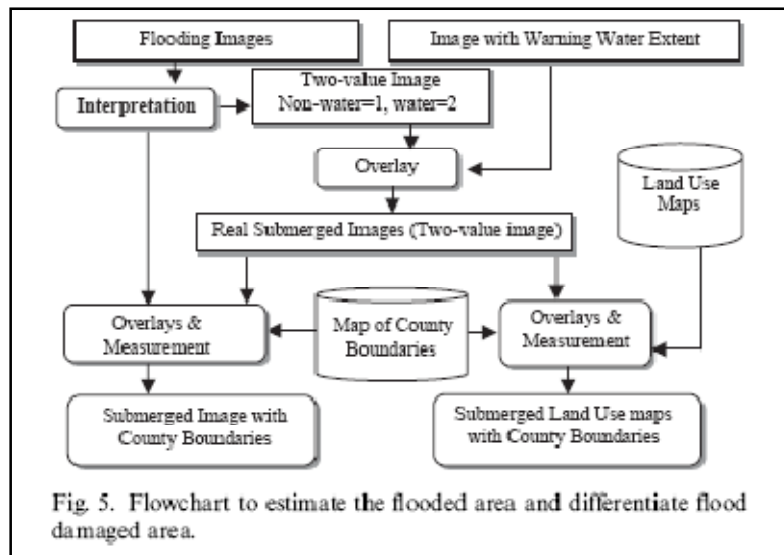 Flooding Images
Image with Warning Water Extent
Two-value Image
Non-water=1, water=2
Interpretation
Overlay
Land Use
Maps
Real Submerged Images (Two-value image)
Overlays &
Measurement
Map of County
Boundaries
Overlays &
Measurement
Submerged Image with
County Boundaries
Submerged Land Use maps
with County Boundaries
Fig. 5. Flowchart to estimate the flooded area and differentiate flood
damaged area.